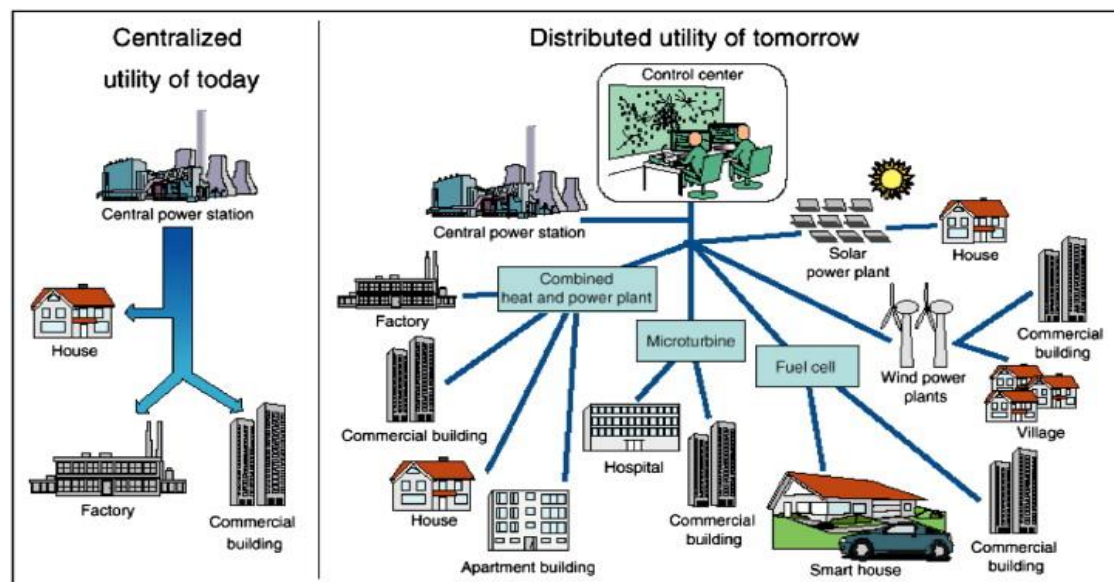 Centralized
utility of today
Central power station
House
Factory
Commercial
building
Distributed utility of tomorrow
Control center
Central power station
Solar
power plant
House
Combined
heat and power plant
Factory
Commercial
building
Microturbine
Fuel cell
Wind power
plants
Village
Commercial building
Hospital
House
Apartment building
Commercial
building
Smart house
Commercial
building